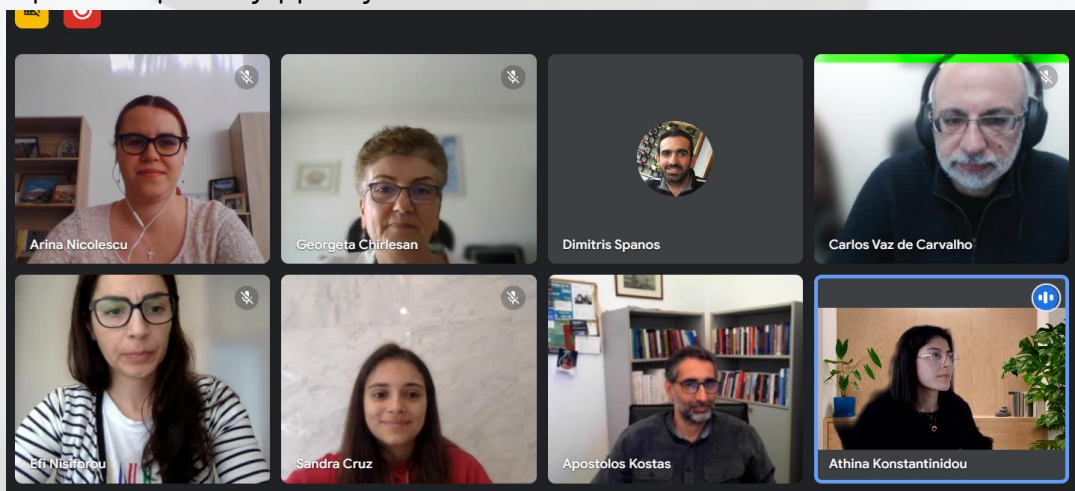 Arina Nicolescu
Georgeta Chirlesan
Dimitris Spanos
Carlos Vaz de Carvalho
Efi Nisiforou
Sandra Cruz
Apostolos Kostas
Athina Konstantinidou